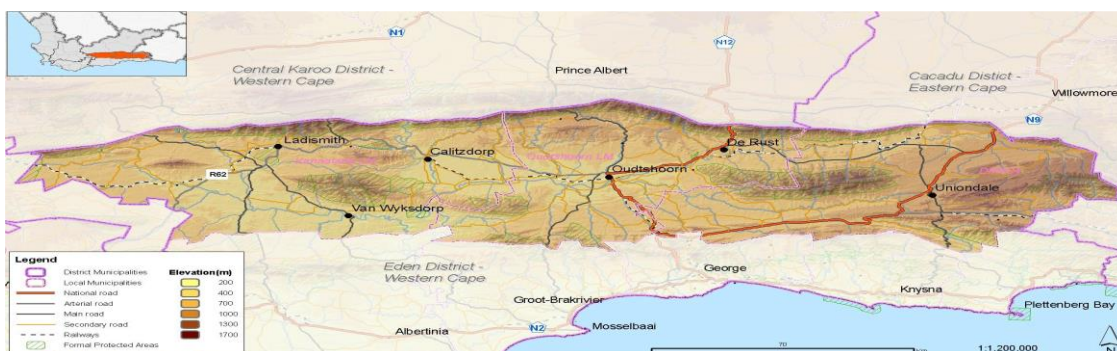 N1
N12
Central Karoo District -
Western Cape
Prince Albert
Cacadu Distict -
Eastern Cape
Willowmore
N9
Ladismith
Calitzdorp
De Rust
Oudtshoorn LM
Oudtshoorn
R62
Uniondale
Van Wyksdorp
Eden District -
Western Cape
George
Groot-Brakrivier
Knysna
Plettenberg Bay
N2
Mosselbaai
Albertinia
Legend
District Municipalities
Local Municipalities
National road
Arterial road
Main road
Secondary road
Railways
Formal Protected Areas
Elevation(m)
200
400
700
1000
1300
1700
70
1:1,200,000
N